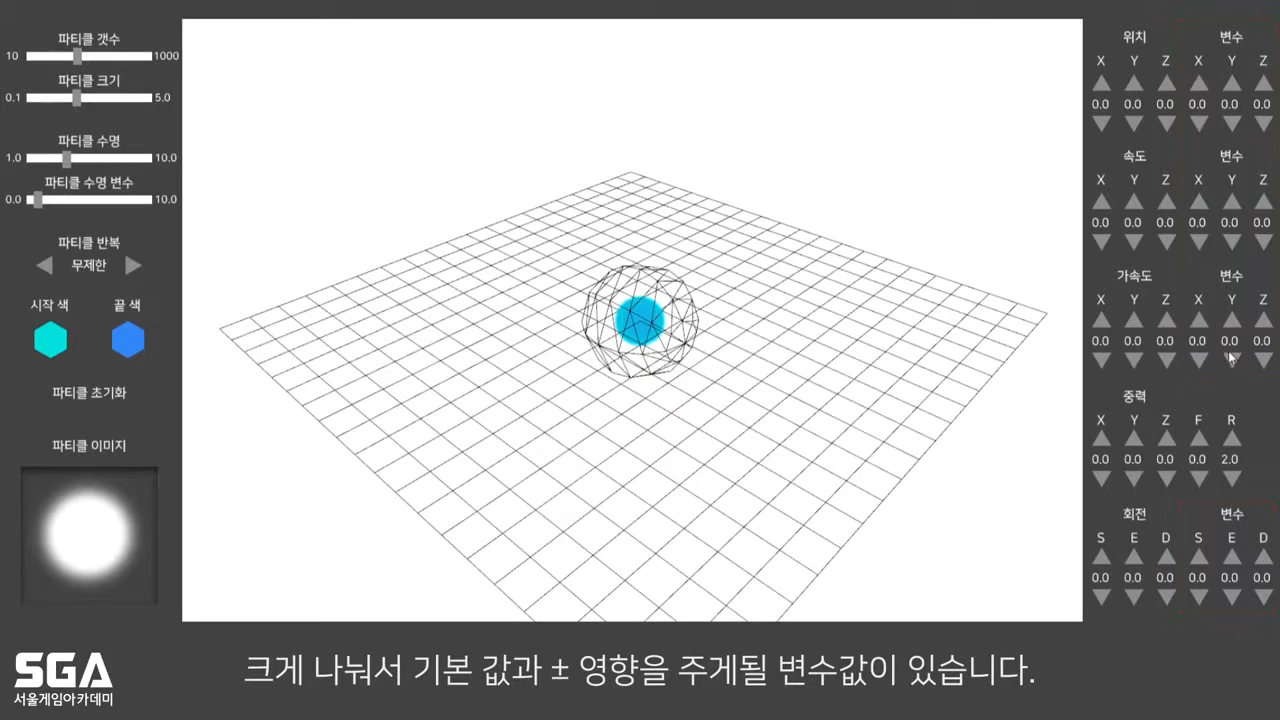 파티클 갯수
10 1000
파티클 크기
0.1 5.0
파티클 수명
1.0 10.0
파티클 수명 변수
0.0 10.0
파티클 반복
무제한
시작 색 끝 색
파티클 초기화
파티클 이미지
위치 변수
X Y Z X Y Z
0.0 0.0 0.0 0.0 0.0 0.0
속도 변수
X Y Z X Y Z
0.0 0.0 0.0 0.0 0.0 0.0
가속도 변수
X Y Z X Y Z
0.0 0.0 0.0 0.0 0.0 0.0
중력
X Y Z F R
0.0 0.0 0.0 0.0 2.0
회전 변수
S E D S E D
0.0 0.0 0.0 0.0 0.0 0.0
SGA
서울게임아카데미
크게 나눠서 기본 값과 ± 영향을 주게될 변수값이 있습니다.